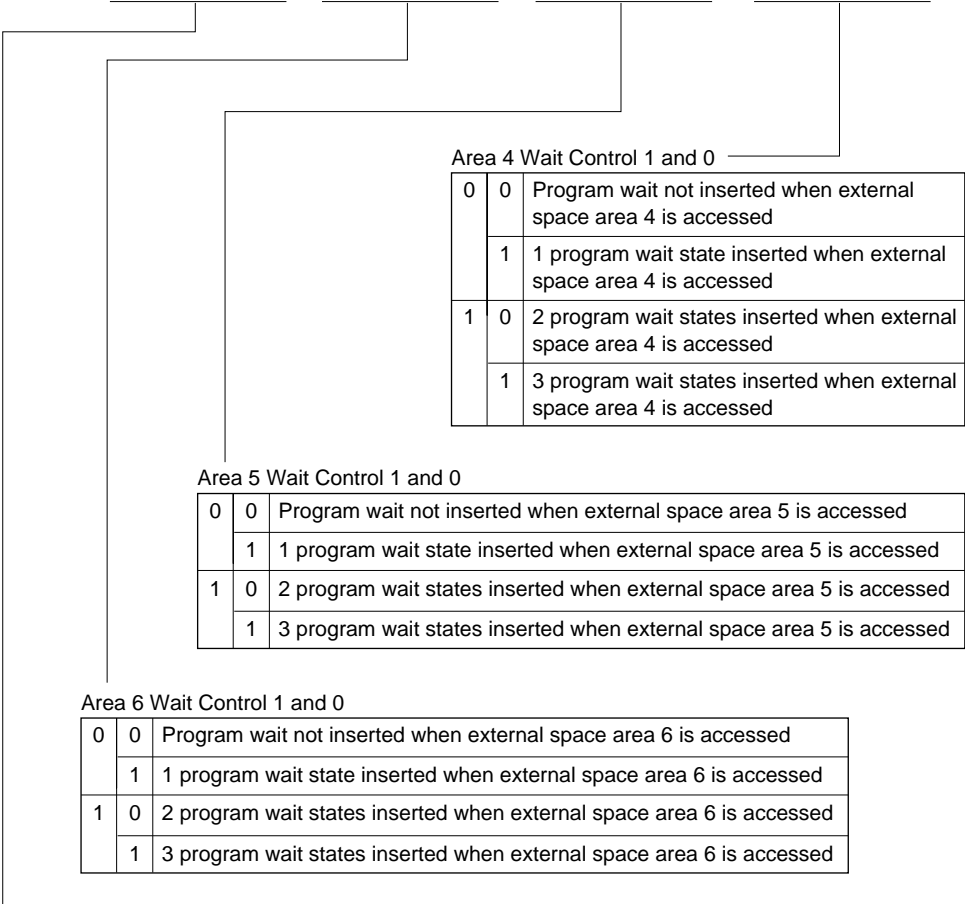 Area 4 Wait Control 1 and 0
0 0 Program wait not inserted when external
space area 4 is accessed
1 1 program wait state inserted when external
space area 4 is accessed
1 0 2 program wait states inserted when external
space area 4 is accessed
1 3 program wait states inserted when external
space area 4 is accessed
Area 5 Wait Control 1 and 0
0 0 Program wait not inserted when external space area 5 is accessed
1 1 program wait state inserted when external space area 5 is accessed
1 0 2 program wait states inserted when external space area 5 is accessed
1 3 program wait states inserted when external space area 5 is accessed
Area 6 Wait Control 1 and 0
0 0 Program wait not inserted when external space area 6 is accessed
1 1 program wait state inserted when external space area 6 is accessed
1 0 2 program wait states inserted when external space area 6 is accessed
1 3 program wait states inserted when external space area 6 is accessed